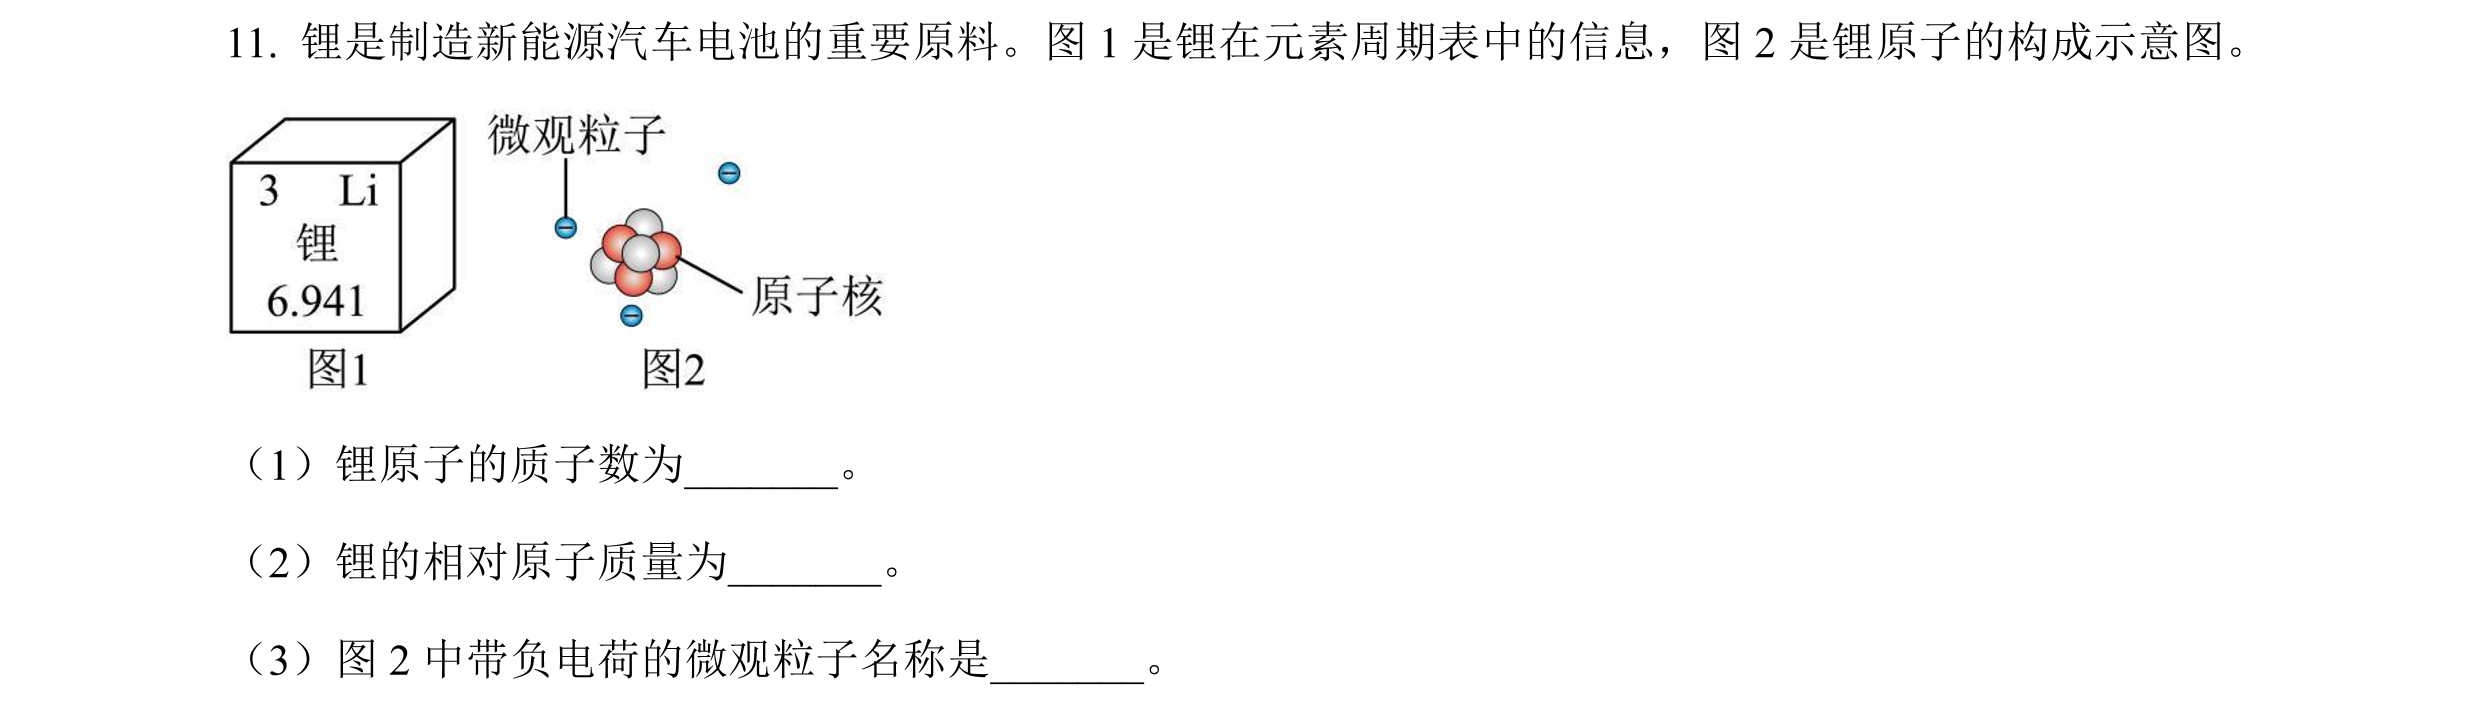 11. 锂是制造新能源汽车电池的重要原料。图 1 是锂在元素周期表中的信息，图 2 是锂原子的构成示意图。
微观粒子
3 Li
锂
6.941
原子核
图1
图2
（1）锂原子的质子数为_______。
（2）锂的相对原子质量为_______。
（3）图 2 中带负电荷的微观粒子名称是_______。